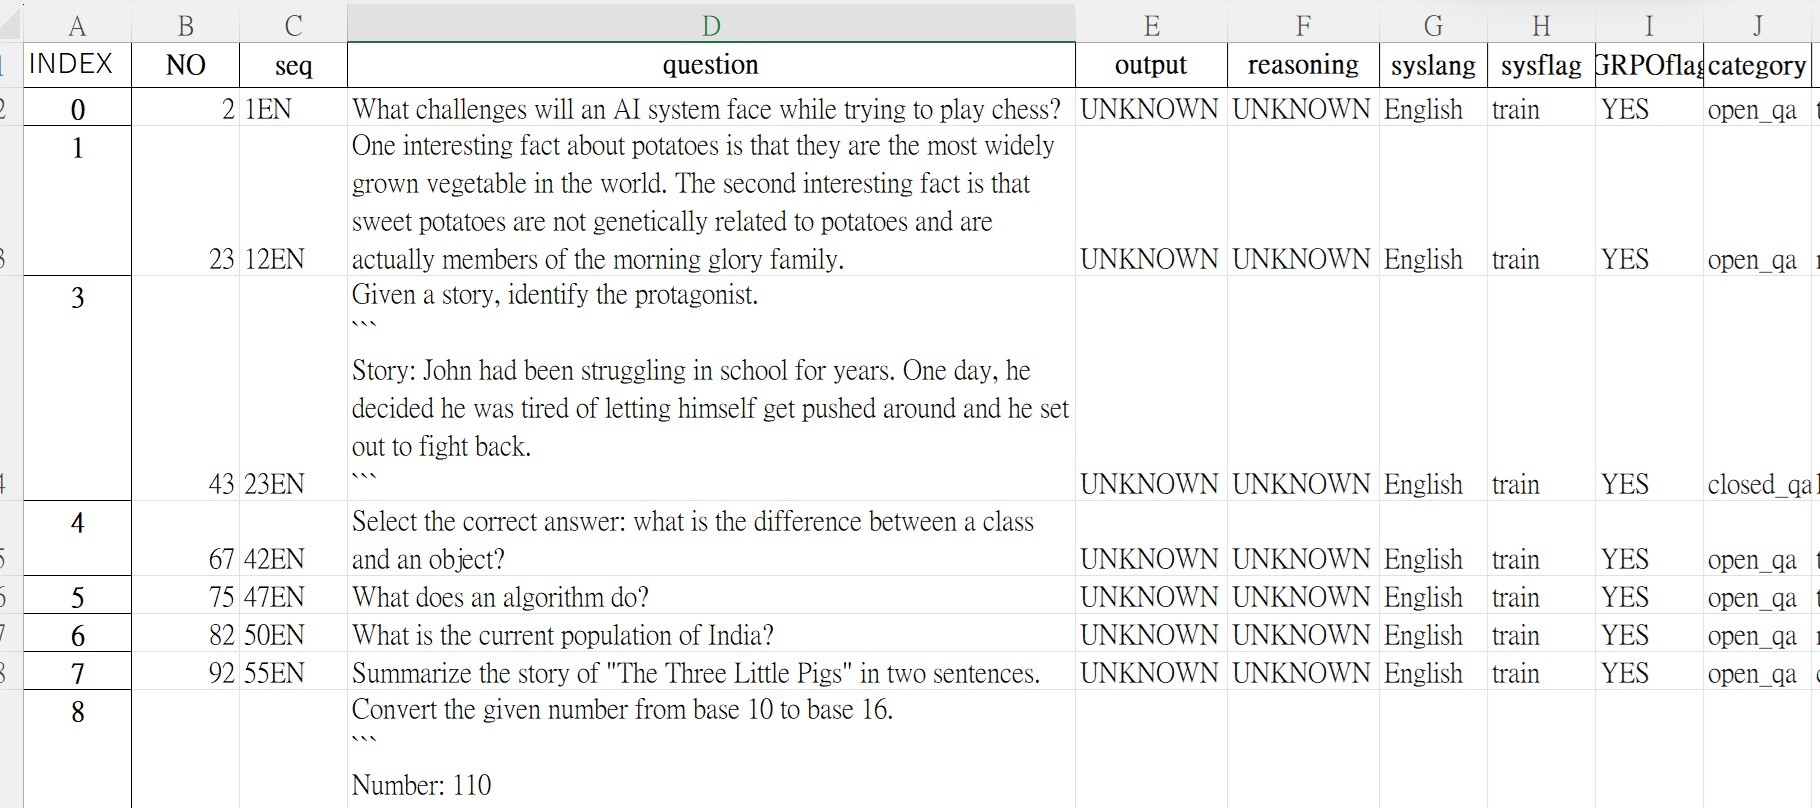 A B C D E F G H I J
INDEX NO seq question output reasoning syslang sysflag GRPOflag category
0 2 1EN What challenges will an AI system face while trying to play chess? UNKNOWN UNKNOWN English train YES open_qa
1 One interesting fact about potatoes is that they are the most widely
grown vegetable in the world. The second interesting fact is that
sweet potatoes are not genetically related to potatoes and are
23 12EN actually members of the morning glory family. UNKNOWN UNKNOWN English train YES open_qa
3 Given a story, identify the protagonist.
```
Story: John had been struggling in school for years. One day, he
decided he was tired of letting himself get pushed around and he set
out to fight back.
43 23EN ``` UNKNOWN UNKNOWN English train YES closed_qa
4 Select the correct answer: what is the difference between a class
67 42EN and an object? UNKNOWN UNKNOWN English train YES open_qa
5 75 47EN What does an algorithm do? UNKNOWN UNKNOWN English train YES open_qa
6 82 50EN What is the current population of India? UNKNOWN UNKNOWN English train YES open_qa
7 92 55EN Summarize the story of "The Three Little Pigs" in two sentences. UNKNOWN UNKNOWN English train YES open_qa
8 Convert the given number from base 10 to base 16.
```
Number: 110